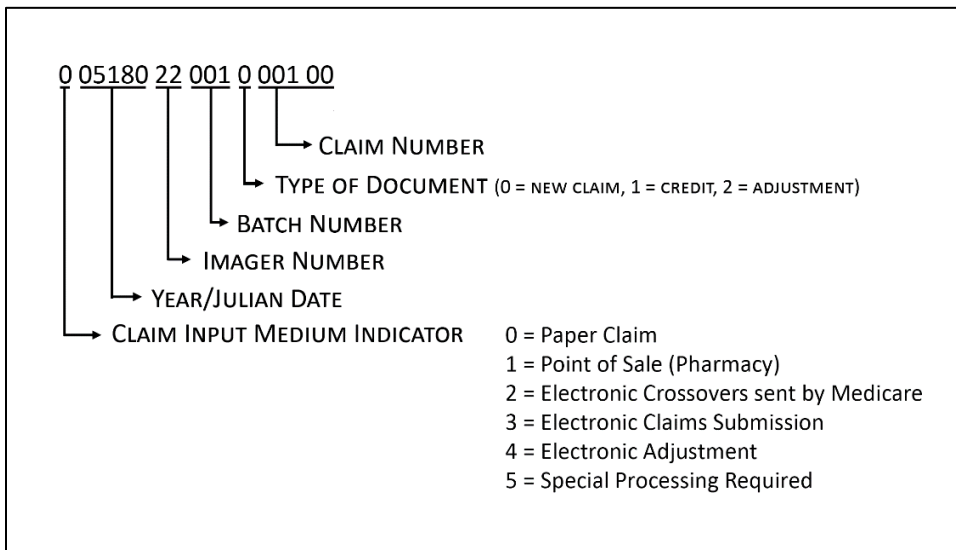 0 05180 22 001 0 001 00
CLAIM NUMBER
TYPE OF DOCUMENT (0 = NEW CLAIM, 1 = CREDIT, 2 = ADJUSTMENT)
BATCH NUMBER
IMAGER NUMBER
YEAR/JULIAN DATE
CLAIM INPUT MEDIUM INDICATOR
0 = Paper Claim
1 = Point of Sale (Pharmacy)
2 = Electronic Crossovers sent by Medicare
3 = Electronic Claims Submission
4 = Electronic Adjustment
5 = Special Processing Required